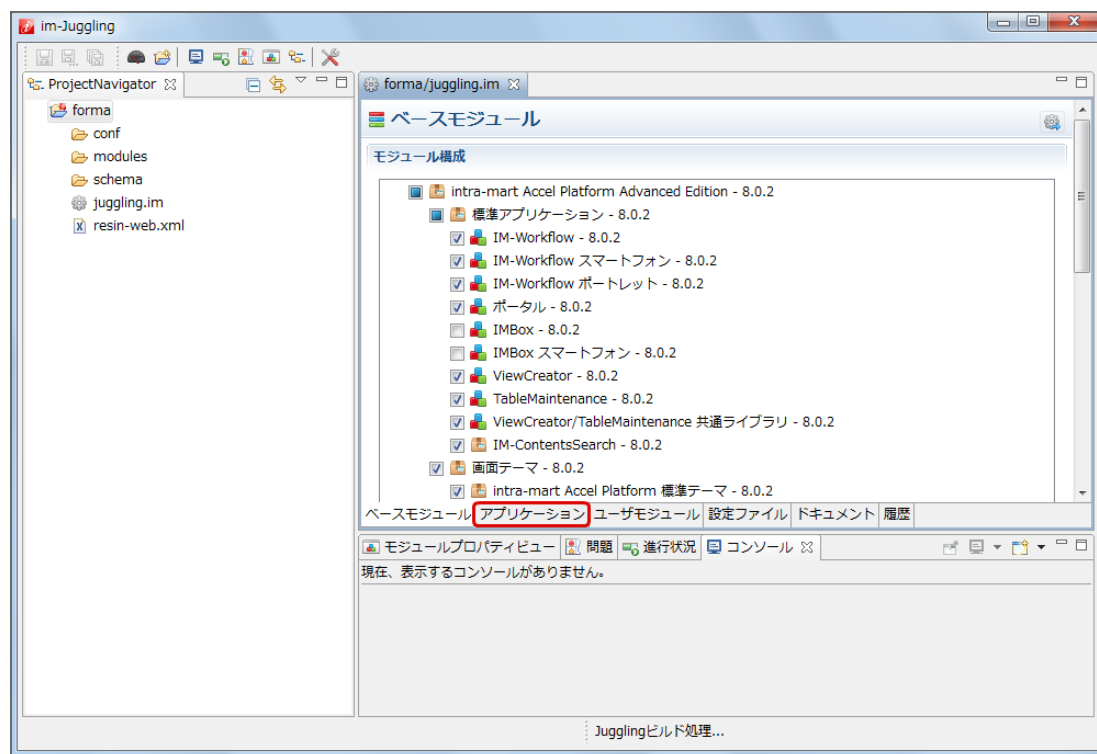 im-Juggling
ProjectNavigator
forma
conf
modules
schema
juggling.im
resin-web.xml
forma/juggling.im
ベースモジュール
モジュール構成
intra-mart Accel Platform Advanced Edition - 8.0.2
標準アプリケーション - 8.0.2
IM-Workflow - 8.0.2
IM-Workflow スマートフォン - 8.0.2
IM-Workflow ポートレット - 8.0.2
ポータル - 8.0.2
IMBox - 8.0.2
IMBox スマートフォン - 8.0.2
ViewCreator - 8.0.2
TableMaintenance - 8.0.2
ViewCreator/TableMaintenance 共通ライブラリ - 8.0.2
IM-ContentsSearch - 8.0.2
画面テーマ - 8.0.2
intra-mart Accel Platform 標準テーマ - 8.0.2
ベースモジュール アプリケーション ユーザモジュール 設定ファイル ドキュメント 履歴
モジュールプロパティビュー 問題 進行状況 コンソール
現在、表示するコンソールがありません。
Jugglingビルド処理...